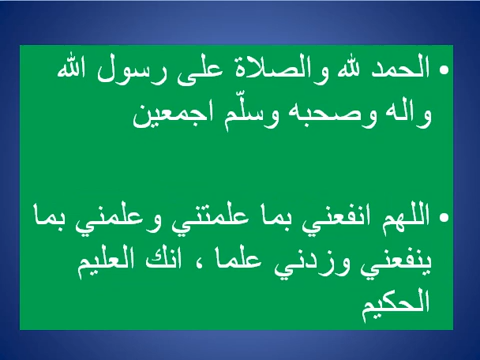 • الحمد لله والصلاة على رسول الله
واله وصحبه وسلّم اجمعين
• اللهم انفعني بما علمتني وعلمني بما
ينفعني وزدني علما ، انك العليم
الحكيم